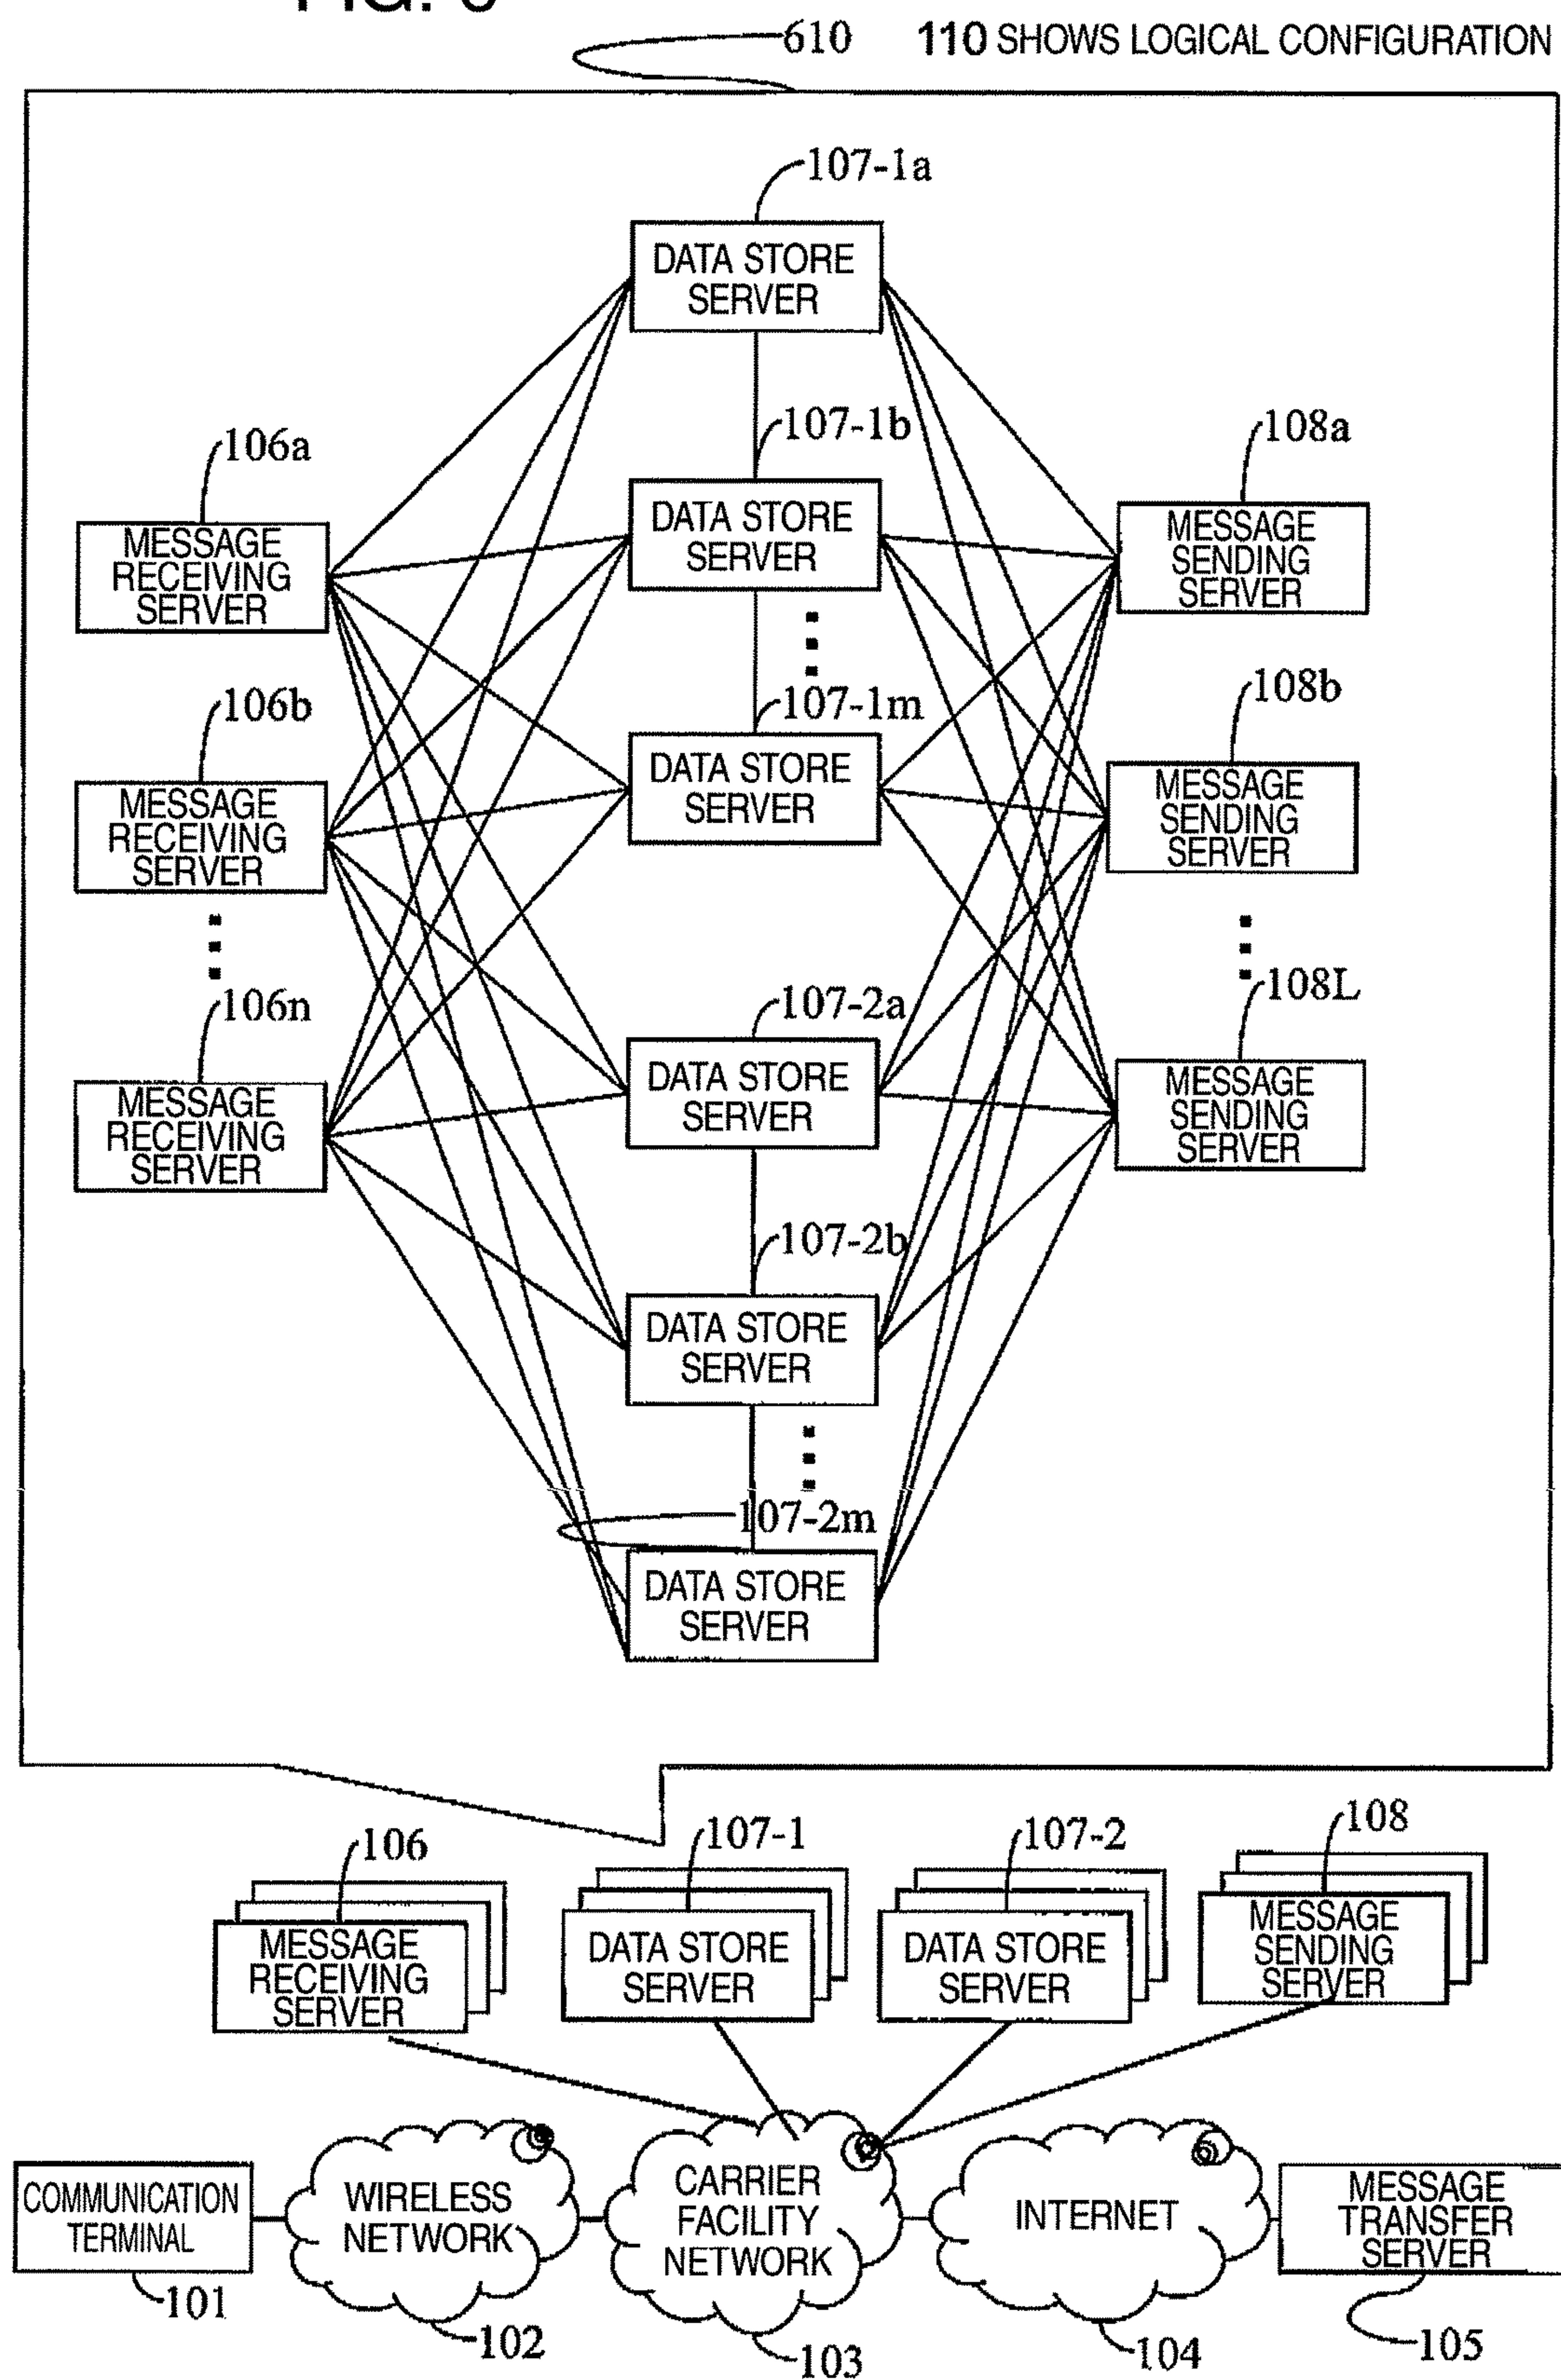 610 110 SHOWS LOGICAL CONFIGURATION
107-1a
DATA STORE
SERVER
107-1b
108a
106a
DATA STORE
SERVER
MESSAGE
SENDING
SERVER
MESSAGE
RECEIVING
SERVER
107-1m
108b
106b
DATA STORE
SERVER
MESSAGE
SENDING
SERVER
MESSAGE
RECEIVING
SERVER
107-2a
108L
106n
DATA STORE
SERVER
MESSAGE
SENDING
SERVER
MESSAGE
RECEIVING
SERVER
107-2b
DATA STORE
SERVER
107-2m
DATA STORE
SERVER
106
107-1
107-2
108
MESSAGE
RECEIVING
SERVER
DATA STORE
SERVER
DATA STORE
SERVER
MESSAGE
SENDING
SERVER
COMMUNICATION
TERMINAL
WIRELESS
NETWORK
CARRIER
FACILITY
NETWORK
INTERNET
MESSAGE
TRANSFER
SERVER
101
102
103
104
105